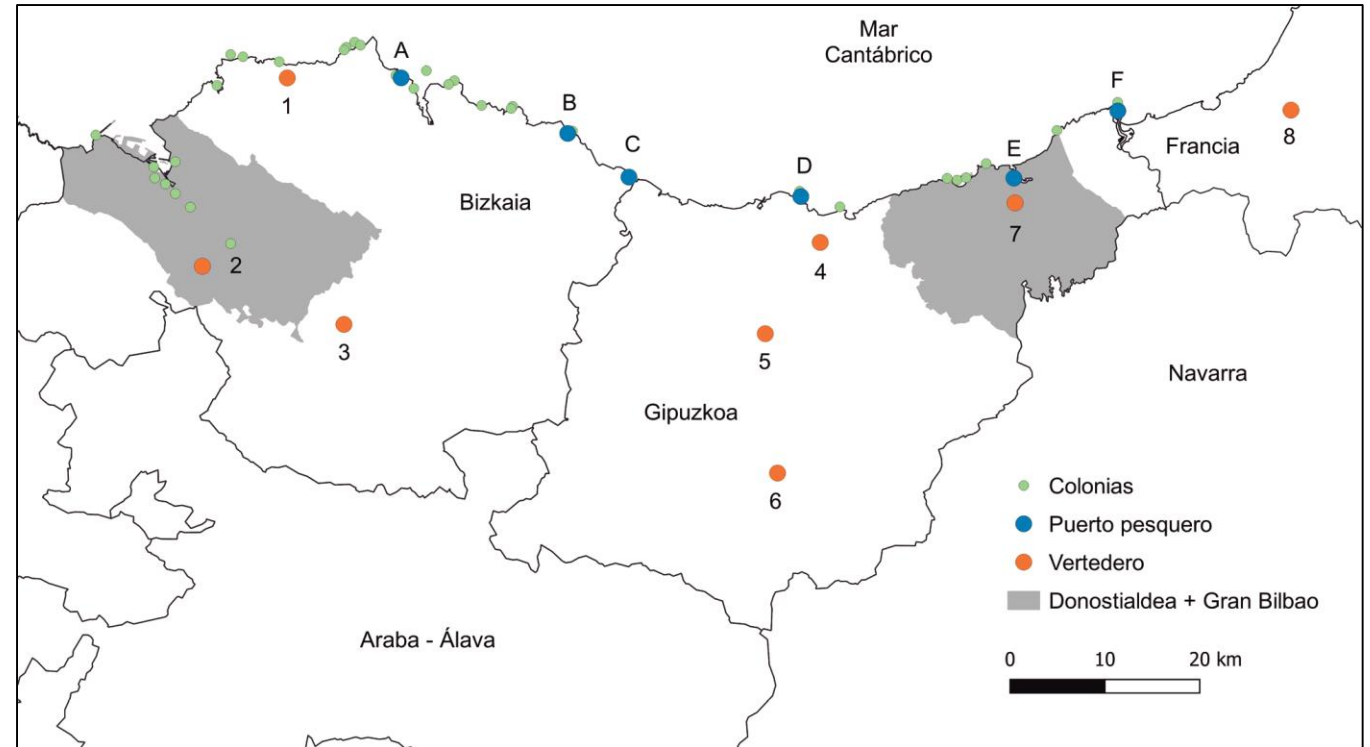 Mar
Cantábrico
A
1
B
C
F
Francia
8
D
E
Bizkaia
2
4
7
3
5
Navarra
Gipuzkoa
6
Colonias
Puerto pesquero
Vertedero
Donostialdea + Gran Bilbao
Araba - Álava
0 10 20 km